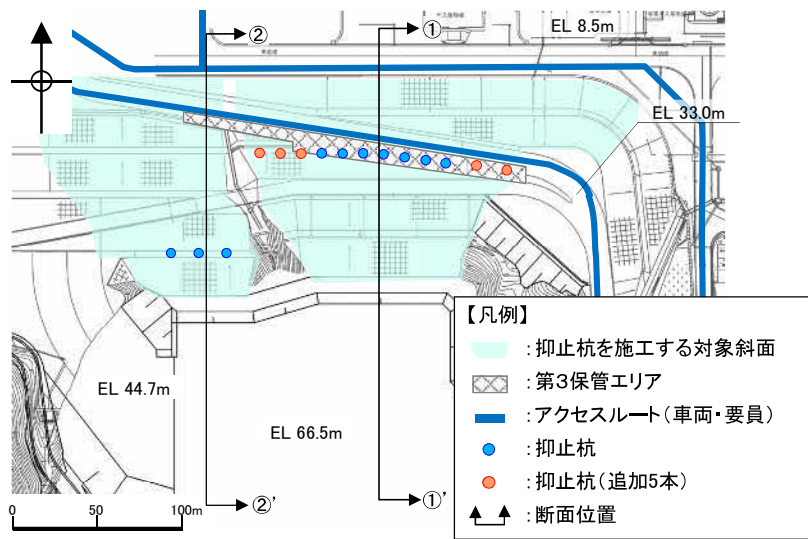 ②
①
EL 8.5m
EL 33.0m
EL 44.7m
EL 66.5m
②'
①'
0 50 100m
【凡例】
:抑止杭を施工する対象斜面
:第3保管エリア
:アクセスルート(車両・要員)
:抑止杭
:抑止杭(追加5本)
:断面位置